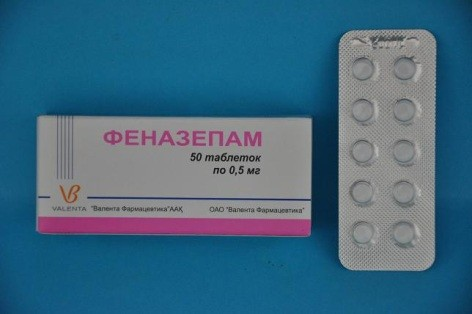 ФЕНАЗЕПАМ
50 таблеток
по 0,5 мг
VALENTA
"Валента Фармацевтика"ААҚ
ОАО "Валента Фармацевтика"